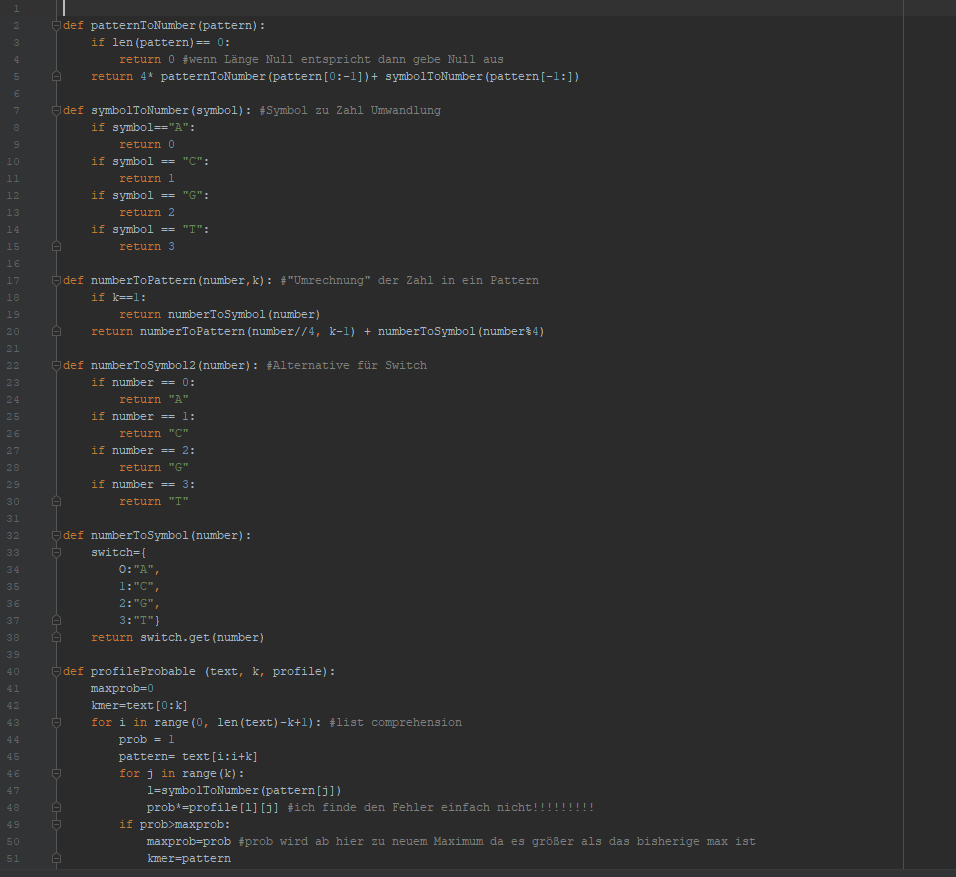 1
2 def patternToNumber(pattern):
3     if len(pattern)== 0:
4         return 0 #wenn Länge Null entspricht dann gebe Null aus
5     return 4* patternToNumber(pattern[0:-1])+ symbolToNumber(pattern[-1:])
6
7 def symbolToNumber(symbol): #Symbol zu Zahl Umwandlung
8     if symbol=="A":
9         return 0
10     if symbol == "C":
11         return 1
12     if symbol == "G":
13         return 2
14     if symbol == "T":
15         return 3
16
17 def numberToPattern(number,k): #"Umrechnung" der Zahl in ein Pattern
18     if k==1:
19         return numberToSymbol(number)
20     return numberToPattern(number//4, k-1) + numberToSymbol(number%4)
21
22 def numberToSymbol2(number): #Alternative für Switch
23     if number == 0:
24         return "A"
25     if number == 1:
26         return "C"
27     if number == 2:
28         return "G"
29     if number == 3:
30         return "T"
31
32 def numberToSymbol(number):
33     switch={
34         0:"A",
35         1:"C",
36         2:"G",
37         3:"T"}
38     return switch.get(number)
39
40 def profileProbable (text, k, profile):
41     maxprob=0
42     kmer=text[0:k]
43     for i in range(0, len(text)-k+1): #list comprehension
44         prob = 1
45         pattern= text[i:i+k]
46         for j in range(k):
47             l=symbolToNumber(pattern[j])
48             prob*=profile[l][j] #ich finde den Fehler einfach nicht!!!!!!!!!
49         if prob>maxprob:
50             maxprob=prob #prob wird ab hier zu neuem Maximum da es größer als das bisherige max ist
51             kmer=pattern